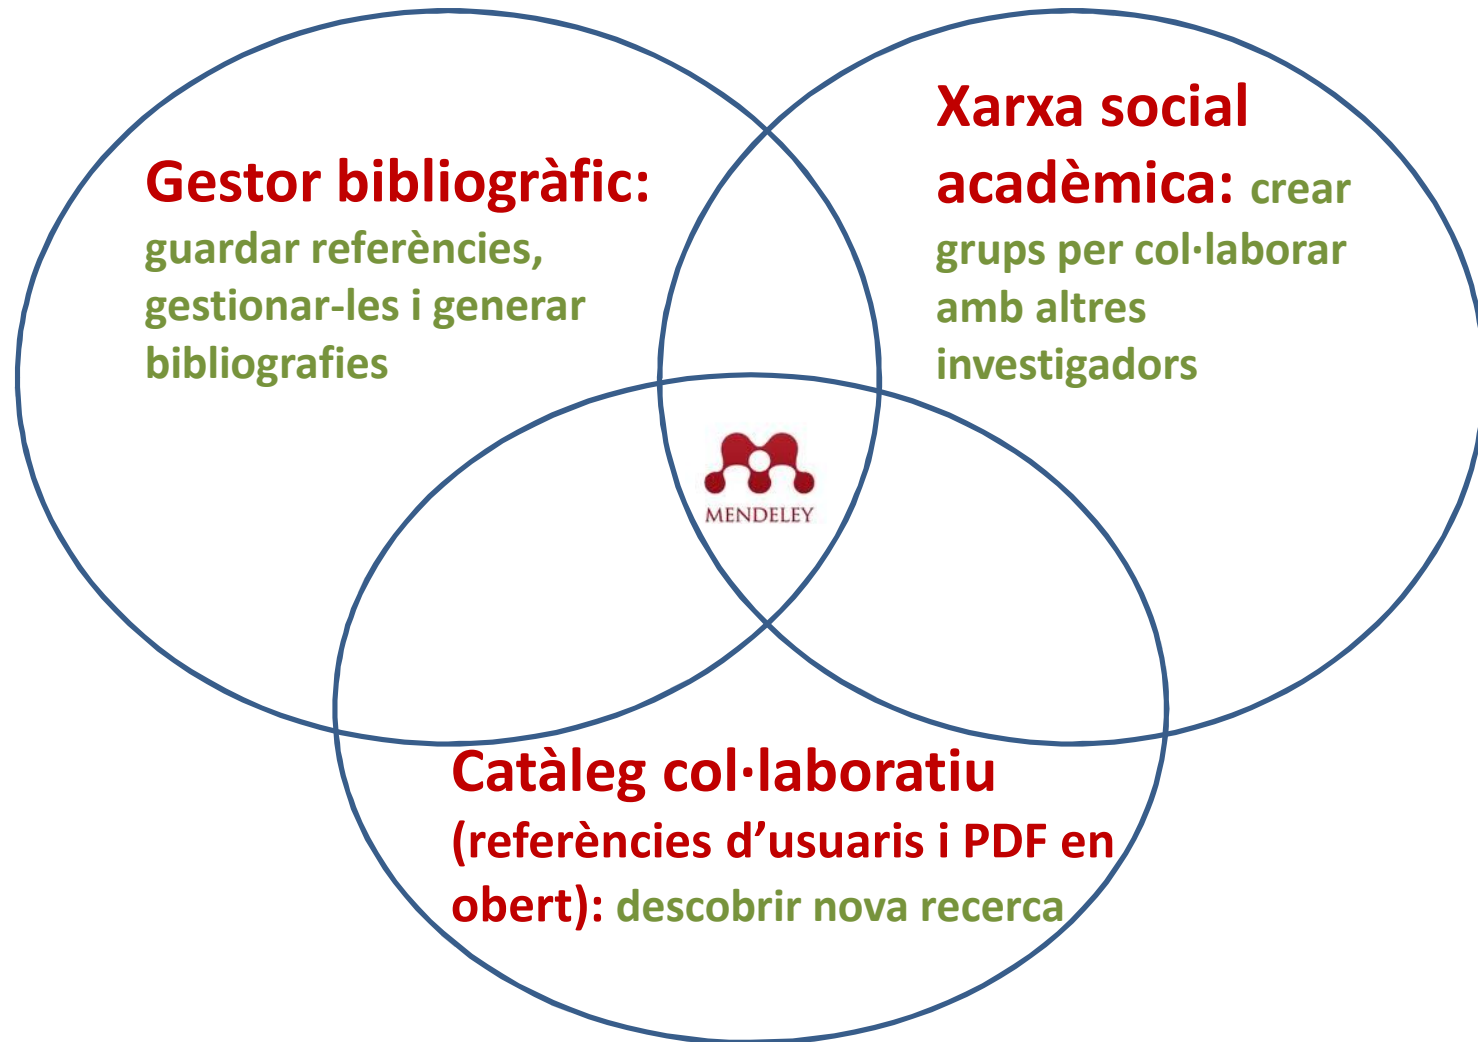 Gestor bibliogràfic:
guardar referències,
gestionar-les i generar
bibliografies
Xarxa social
acadèmica: crear
grups per col·laborar
amb altres
investigadors
MENDELEY
Catàleg col·laboratiu
(referències d’usuaris i PDF en
obert): descobrir nova recerca